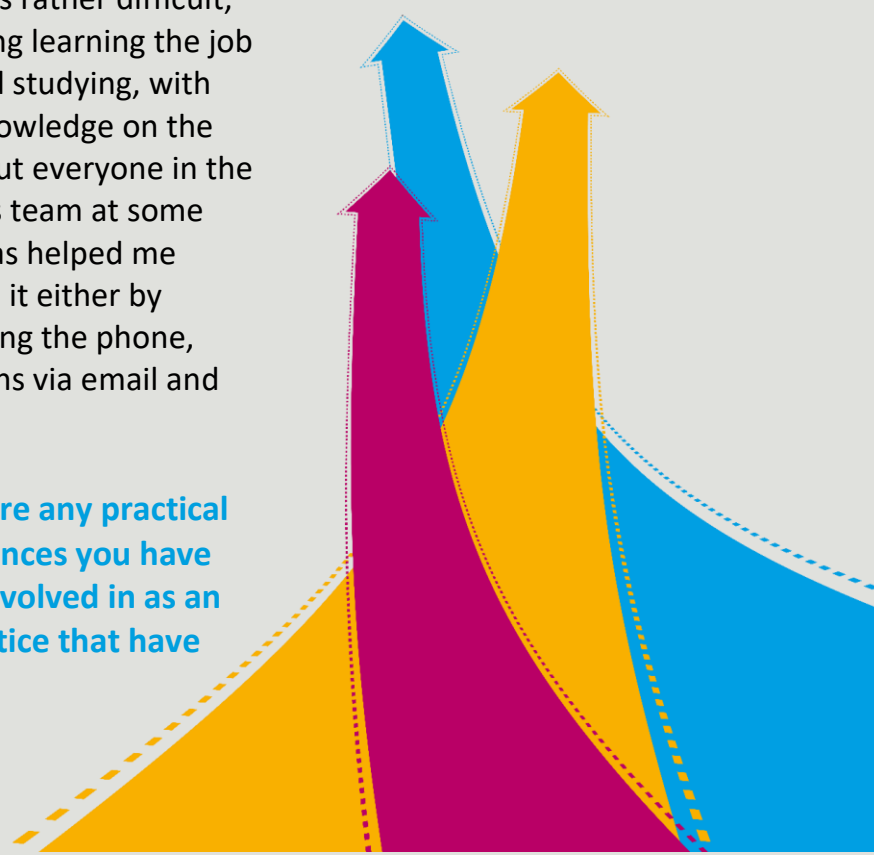 s rather difficult,
ng learning the job
l studying, with
owledge on the
ut everyone in the
s team at some
as helped me
it either by
ing the phone,
ns via email and
re any practical
nces you have
volved in as an
tice that have